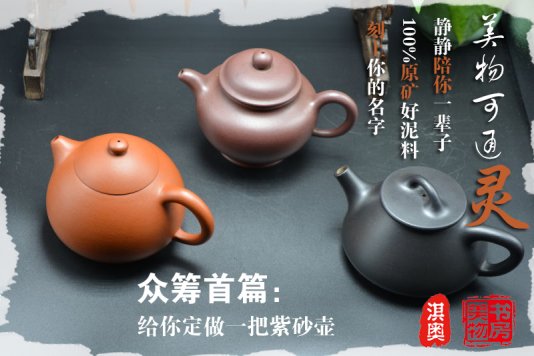 美物可通灵
静静陪你一辈子
100%原矿好泥料
刻上你的名字
众筹首篇：
给你定做一把紫砂壶
淇奥
书房
美物